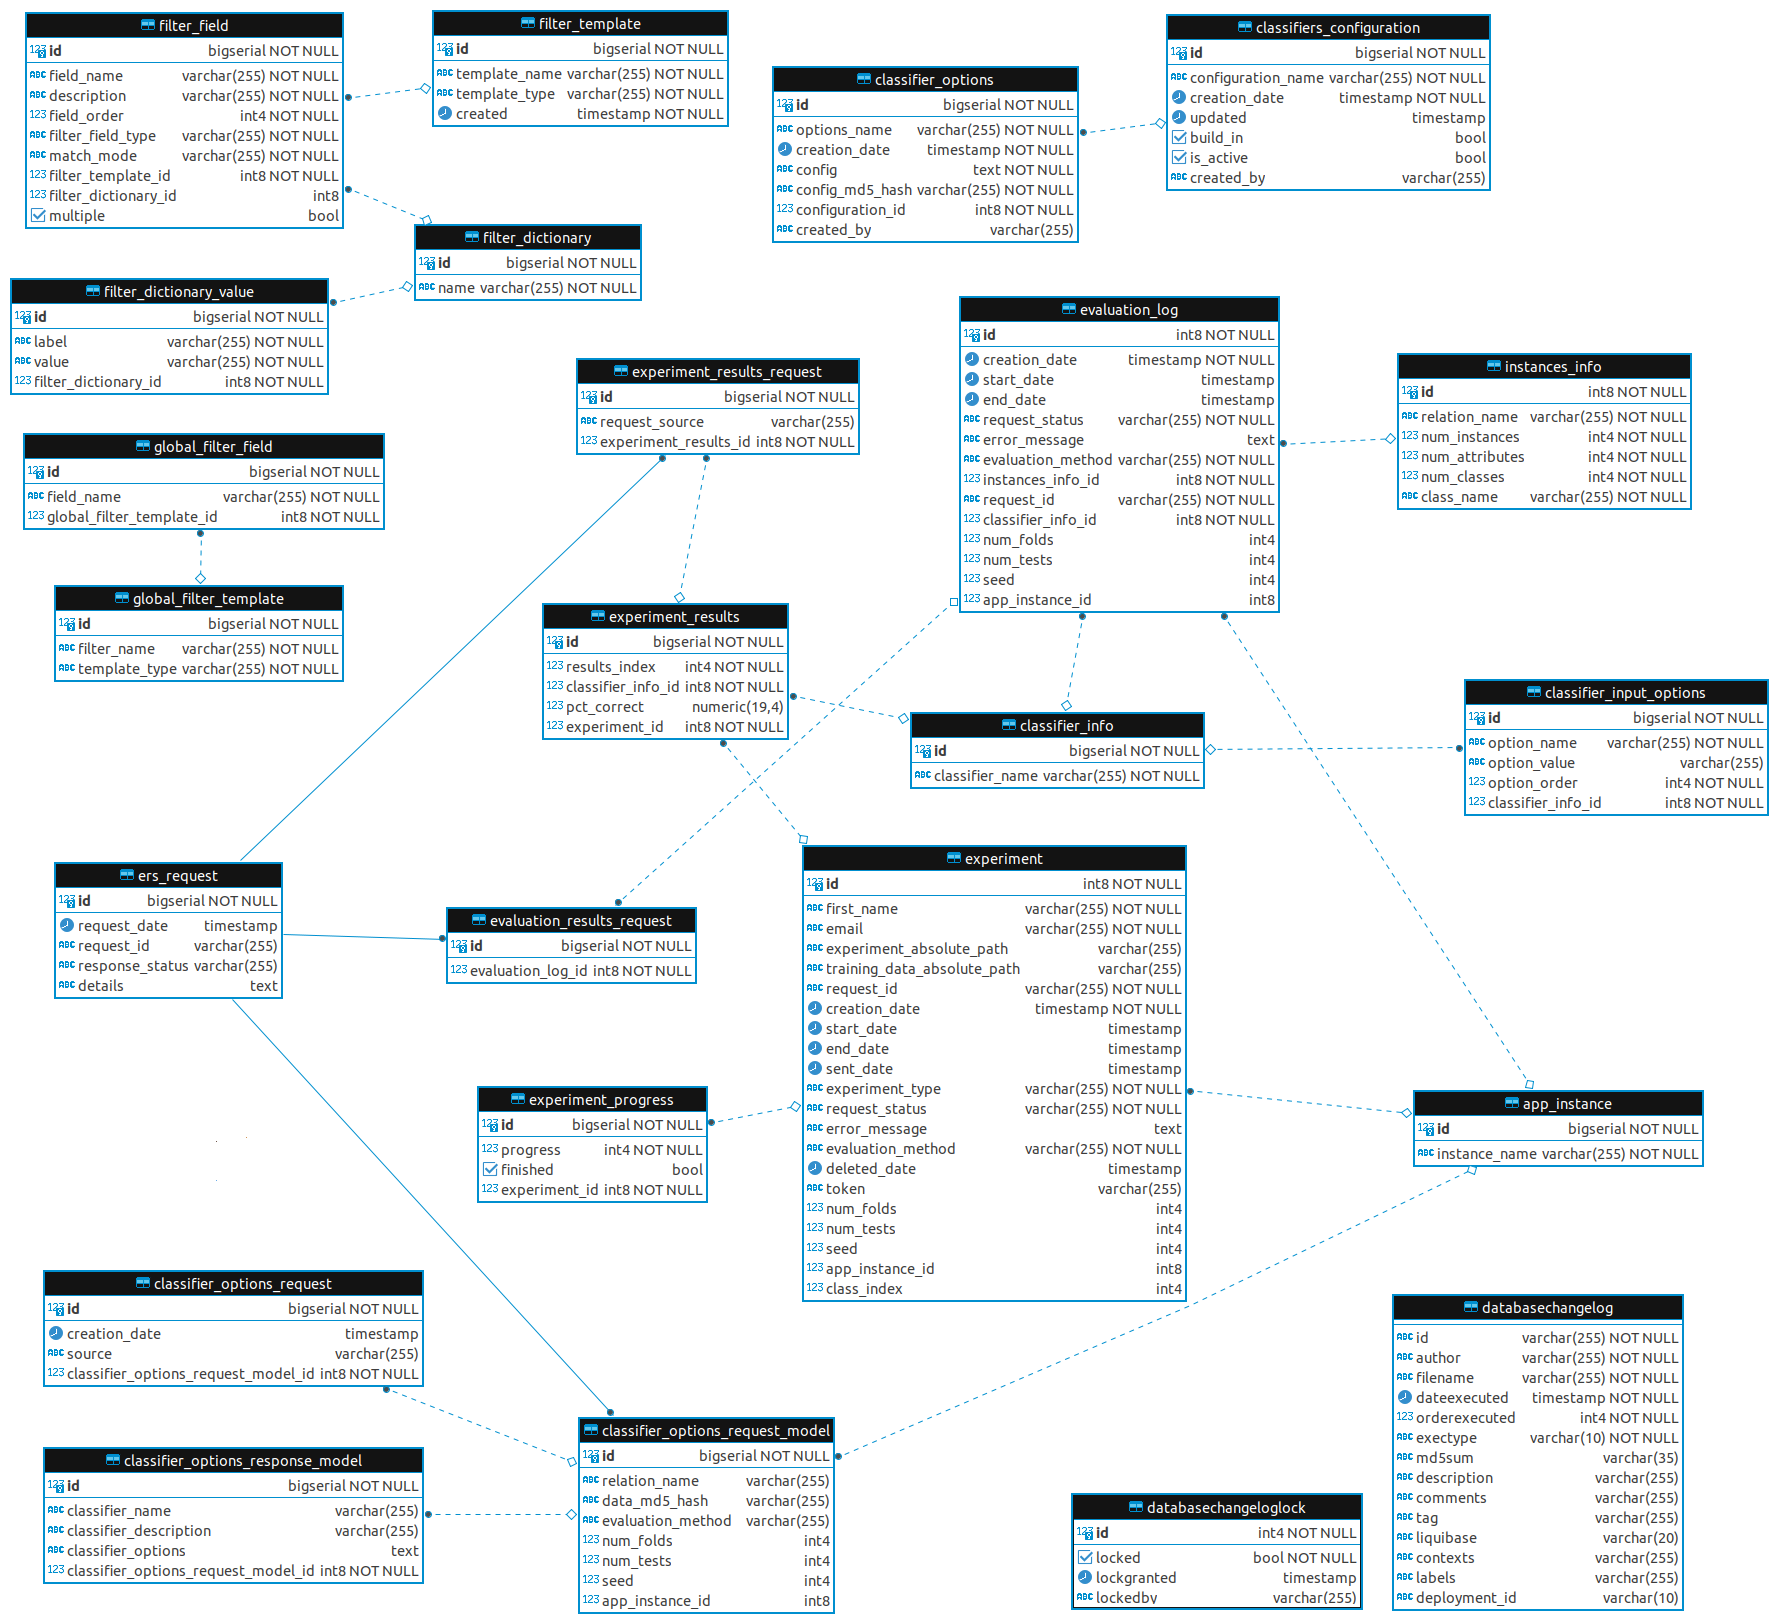 filter_field
id bigserial NOT NULL
field_name varchar(255) NOT NULL
description varchar(255) NOT NULL
field_order int4 NOT NULL
filter_field_type varchar(255) NOT NULL
match_mode varchar(255) NOT NULL
filter_template_id int8 NOT NULL
filter_dictionary_id int8
multiple bool
filter_template
id bigserial NOT NULL
template_name varchar(255) NOT NULL
template_type varchar(255) NOT NULL
created timestamp NOT NULL
classifier_options
id bigserial NOT NULL
options_name varchar(255) NOT NULL
creation_date timestamp NOT NULL
config text NOT NULL
config_md5_hash varchar(255) NOT NULL
configuration_id int8 NOT NULL
created_by varchar(255)
classifiers_configuration
id bigserial NOT NULL
configuration_name varchar(255) NOT NULL
creation_date timestamp NOT NULL
updated timestamp
build_in bool
is_active bool
created_by varchar(255)
filter_dictionary
id bigserial NOT NULL
name varchar(255) NOT NULL
filter_dictionary_value
id bigserial NOT NULL
label varchar(255) NOT NULL
value varchar(255) NOT NULL
filter_dictionary_id int8 NOT NULL
evaluation_log
id int8 NOT NULL
creation_date timestamp NOT NULL
start_date timestamp
end_date timestamp
request_status varchar(255) NOT NULL
error_message text
evaluation_method varchar(255) NOT NULL
instances_info_id int8 NOT NULL
request_id varchar(255) NOT NULL
classifier_info_id int8 NOT NULL
num_folds int4
num_tests int4
seed int4
app_instance_id int8
instances_info
id int8 NOT NULL
relation_name varchar(255) NOT NULL
num_instances int4 NOT NULL
num_attributes int4 NOT NULL
num_classes int4 NOT NULL
class_name varchar(255) NOT NULL
experiment_results_request
id bigserial NOT NULL
request_source varchar(255)
experiment_results_id int8 NOT NULL
global_filter_field
id bigserial NOT NULL
field_name varchar(255) NOT NULL
global_filter_template_id int8 NOT NULL
global_filter_template
id bigserial NOT NULL
filter_name varchar(255) NOT NULL
template_type varchar(255) NOT NULL
experiment_results
id bigserial NOT NULL
results_index int4 NOT NULL
classifier_info_id int8 NOT NULL
pct_correct numeric(19,4)
experiment_id int8 NOT NULL
classifier_info
id bigserial NOT NULL
classifier_name varchar(255) NOT NULL
classifier_input_options
id bigserial NOT NULL
option_name varchar(255) NOT NULL
option_value varchar(255)
option_order int4 NOT NULL
classifier_info_id int8 NOT NULL
ers_request
id bigserial NOT NULL
request_date timestamp
request_id varchar(255)
response_status varchar(255)
details text
evaluation_results_request
id bigserial NOT NULL
evaluation_log_id int8 NOT NULL
experiment
id int8 NOT NULL
first_name varchar(255) NOT NULL
email varchar(255) NOT NULL
experiment_absolute_path varchar(255)
training_data_absolute_path varchar(255)
request_id varchar(255) NOT NULL
creation_date timestamp NOT NULL
start_date timestamp
end_date timestamp
sent_date timestamp
experiment_type varchar(255) NOT NULL
request_status varchar(255) NOT NULL
error_message text
evaluation_method varchar(255) NOT NULL
deleted_date timestamp
token varchar(255)
num_folds int4
num_tests int4
seed int4
app_instance_id int8
class_index int4
experiment_progress
id bigserial NOT NULL
progress int4 NOT NULL
finished bool
experiment_id int8 NOT NULL
app_instance
id bigserial NOT NULL
instance_name varchar(255) NOT NULL
classifier_options_request
id bigserial NOT NULL
creation_date timestamp
source varchar(255)
classifier_options_request_model_id int8 NOT NULL
classifier_options_response_model
id bigserial NOT NULL
classifier_name varchar(255)
classifier_description varchar(255)
classifier_options text
classifier_options_request_model_id int8 NOT NULL
classifier_options_request_model
id bigserial NOT NULL
relation_name varchar(255)
data_md5_hash varchar(255)
evaluation_method varchar(255)
num_folds int4
num_tests int4
seed int4
app_instance_id int8
databasechangeloglock
id int4 NOT NULL
locked bool NOT NULL
lockgranted timestamp
lockedby varchar(255)
databasechangelog
id varchar(255) NOT NULL
author varchar(255) NOT NULL
filename varchar(255) NOT NULL
dateexecuted timestamp NOT NULL
orderexecuted int4 NOT NULL
exectype varchar(10) NOT NULL
md5sum varchar(35)
description varchar(255)
comments varchar(255)
tag varchar(255)
liquibase varchar(20)
contexts varchar(255)
labels varchar(255)
deployment_id varchar(10)